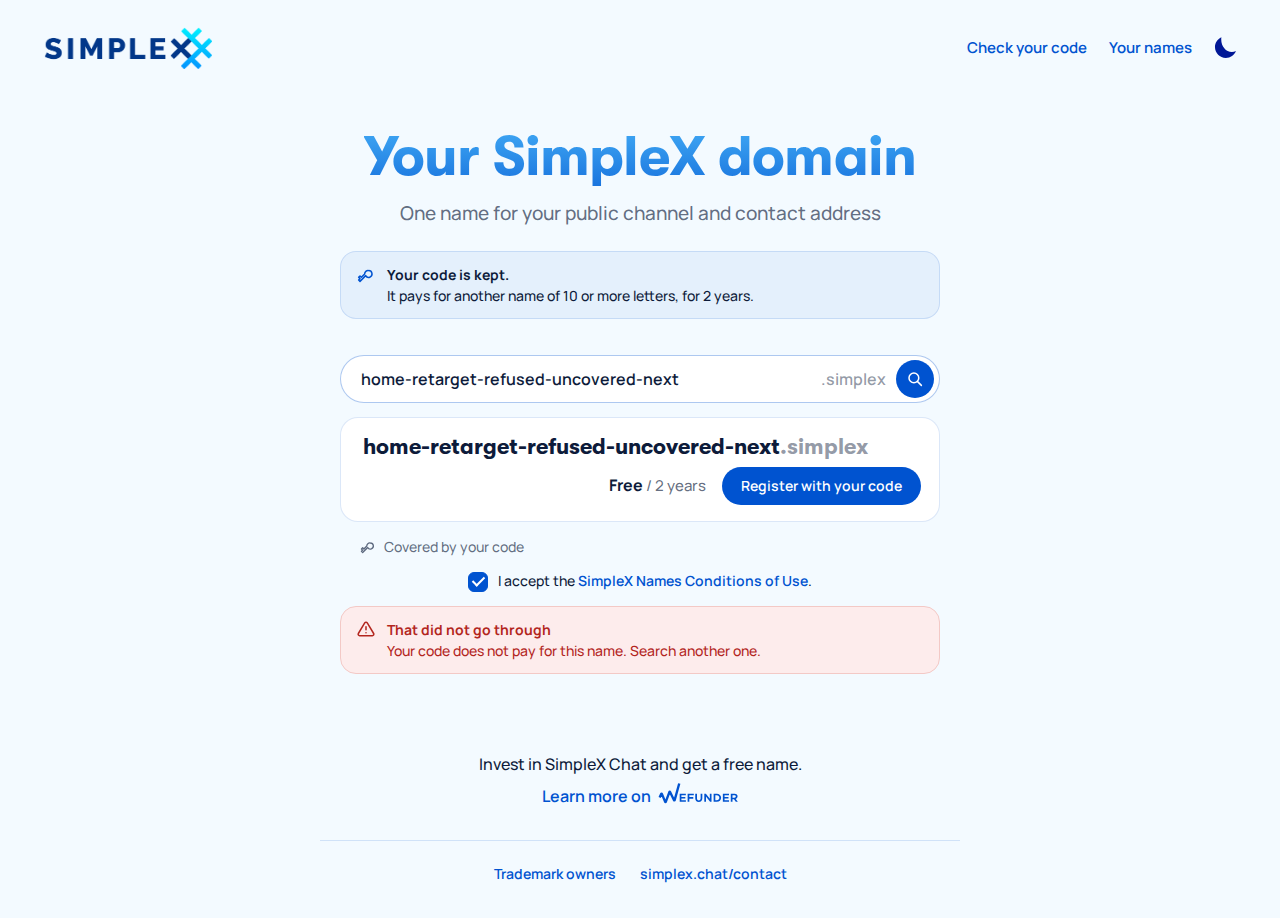 SIMPLEX
Check your code
Your names
Your SimpleX domain
One name for your public channel and contact address
Your code is kept.
It pays for another name of 10 or more letters, for 2 years.
home-retarget-refused-uncovered-next .simplex
home-retarget-refused-uncovered-next.simplex
Free / 2 years
Register with your code
Covered by your code
I accept the SimpleX Names Conditions of Use.
That did not go through
Your code does not pay for this name. Search another one.
Invest in SimpleX Chat and get a free name.
Learn more on WEFUNDER
Trademark owners
simplex.chat/contact